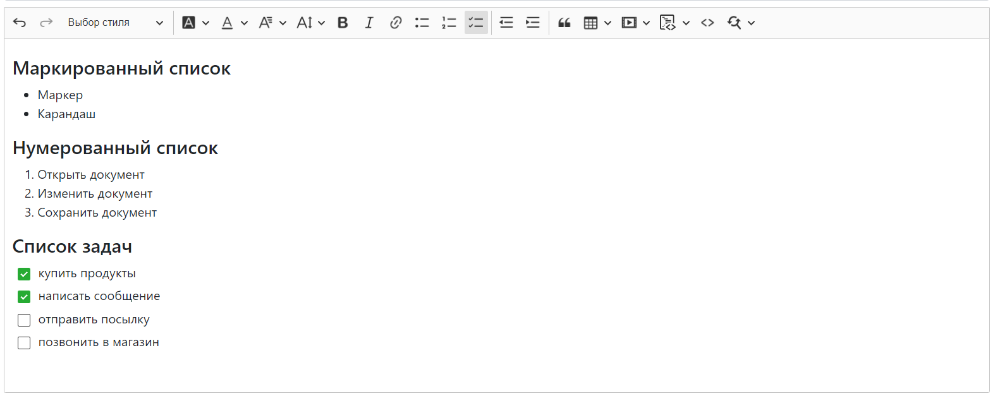 Выбор стиля
Маркированный список
Маркер
Карандаш
Нумерованный список
1. Открыть документ
2. Изменить документ
3. Сохранить документ
Список задач
купить продукты
написать сообщение
отправить посылку
позвонить в магазин